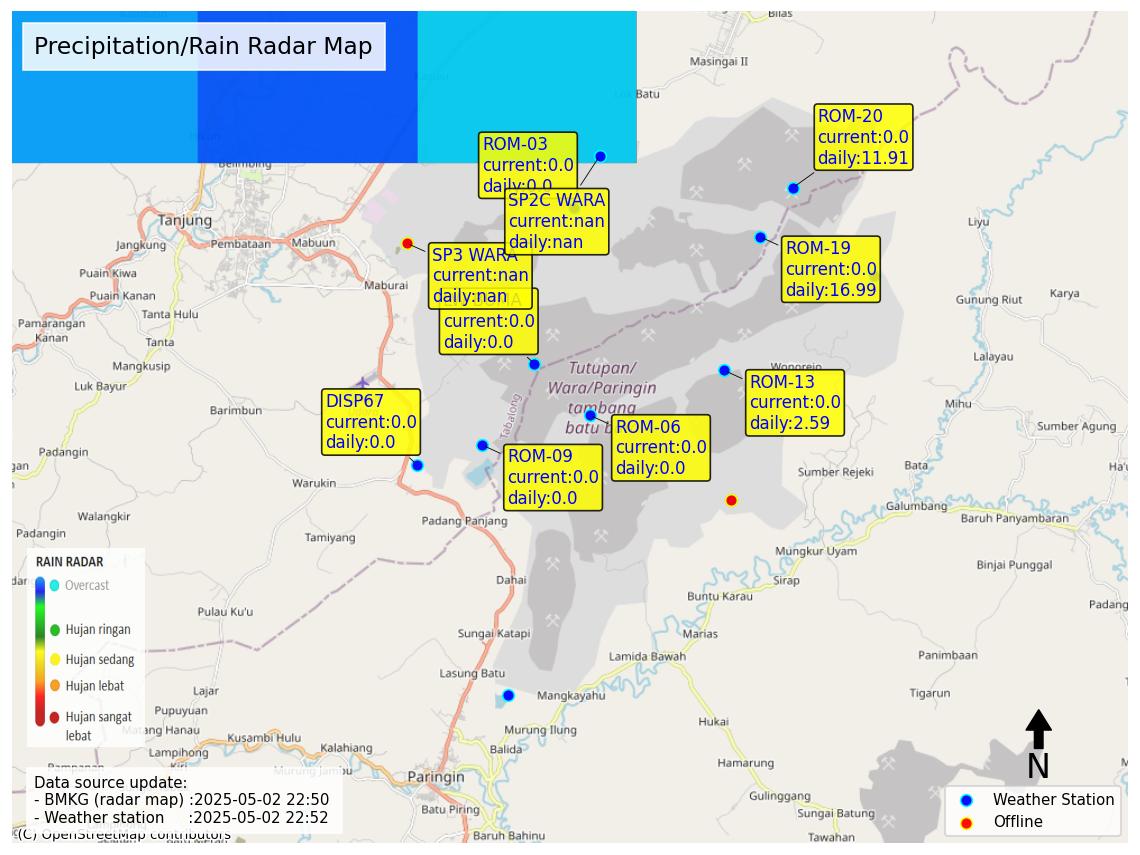 Precipitation/Rain Radar Map
Bilas
Masingai II
Batu
Belimbing
Tanjung
Jangkung
Pembataan
Mabuun
Puain Kiwa
Puain Kanan
Maburai
Tanta Hulu
Pamarangan
Kanan
Tanta
Mangkusip
Luk Bayur
Barimbun
Padangin
Warukin
Walangkir
Padangin
Tamiyang
Padang Panjang
Dahai
Pulau Ku'u
Sungai Katapi
Lasung Batu
Lajar
Pupuyuan
Matang Hanau
Lampihong
Kusambi Hulu
Kalahiang
Murung Jambu
Mangkayahu
Murung Ilung
Balida
Paringin
Batu Piring
Baruh Bahinu
Liyu
Gunung Riut
Karya
Lalayau
Wonorejo
Mihu
Sumber Agung
Bata
Sumber Rejeki
Galumbang
Baruh Panyambaran
Mungkur Uyam
Binjai Punggal
Sirap
Buntu Karau
Padang
Marias
Lamida Bawah
Panimbaan
Tigarun
Hukai
Hamarung
Gulinggang
Sungai Batung
Tawahan
Tabalong
Tutupan/
Wara/Paringin
tambang
batu b
ROM-03
current:0.0
daily:0.0
SP2C WARA
current:nan
daily:nan
SP3 WARA
current:nan
daily:nan
current:0.0
daily:0.0
ROM-20
current:0.0
daily:11.91
ROM-19
current:0.0
daily:16.99
ROM-13
current:0.0
daily:2.59
ROM-06
current:0.0
daily:0.0
ROM-09
current:0.0
daily:0.0
DISP67
current:0.0
daily:0.0
RAIN RADAR
Overcast
Hujan ringan
Hujan sedang
Hujan lebat
Hujan sangat
lebat
Data source update:
- BMKG (radar map) :2025-05-02 22:50
- Weather station :2025-05-02 22:52
(C) OpenStreetMap contributors
N
Weather Station
Offline